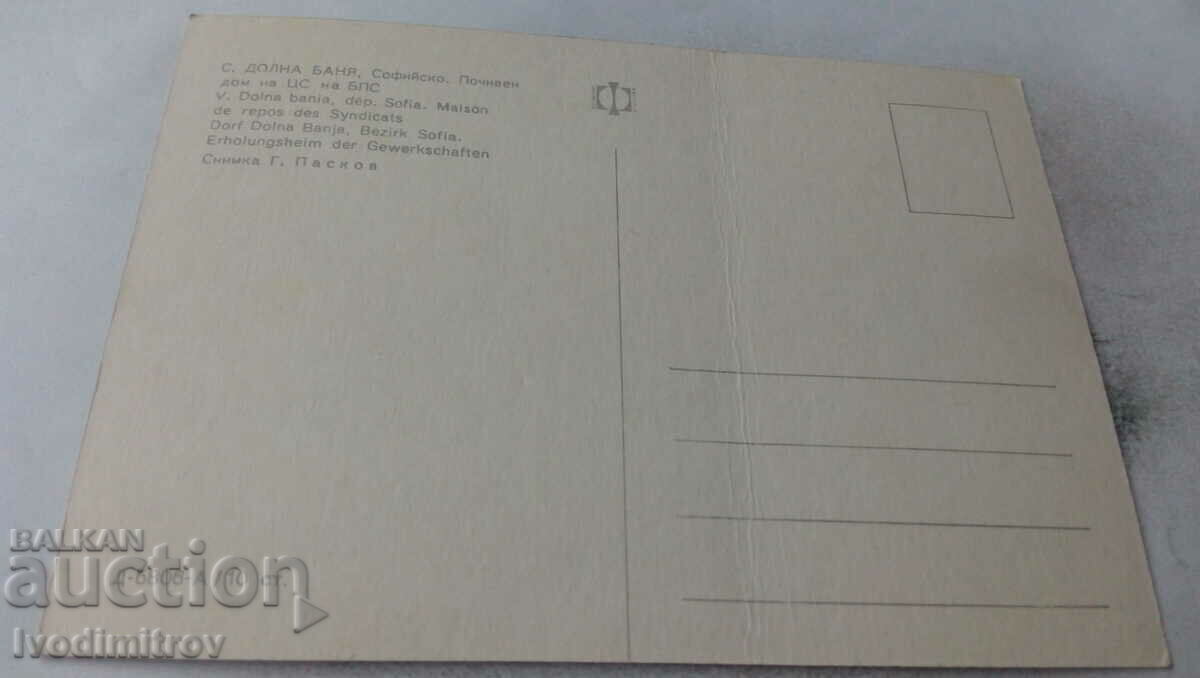 С. ДОЛНА БАНЯ, Софийско. Почивен
дом на ЦС на БПС
V. Dolna bania, dép. Sofia. Maison
de repos des Syndicats
Dorf Dolna Banja, Bezirk Sofia.
Erholungsheim der Gewerkschaften
Снимка Г. Пасков
BALKAN
auction
Ivodimitrov